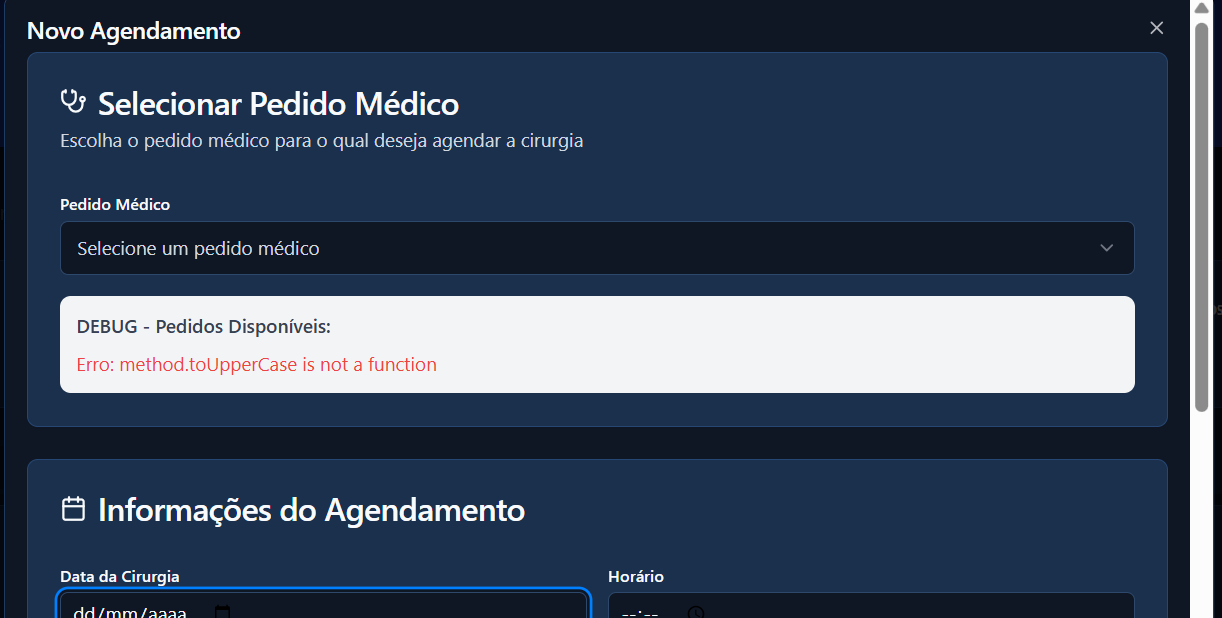 Novo Agendamento
Selecionar Pedido Médico
Escolha o pedido médico para o qual deseja agendar a cirurgia
Pedido Médico
Selecione um pedido médico
DEBUG - Pedidos Disponíveis:
Erro: method.toUpperCase is not a function
Informações do Agendamento
Data da Cirurgia Horário
dd/mm/aaaa --:--